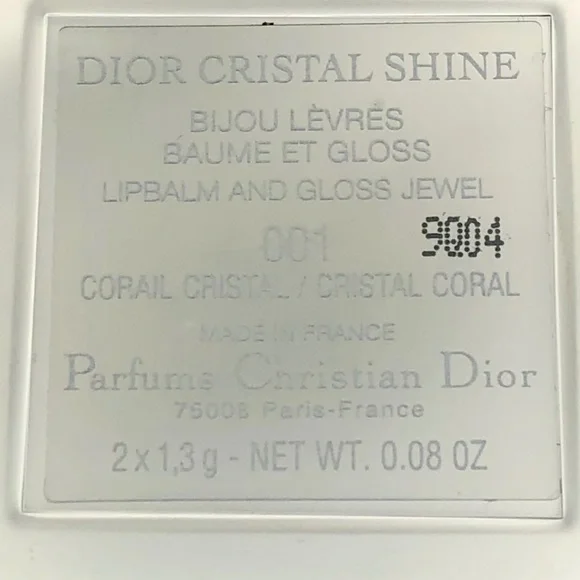 DIOR CRISTAL SHINE
BIJOU LÈVRES
BAUME ET GLOSS
LIPBALM AND GLOSS JEWEL
001
CORAIL CRISTAL / CRISTAL CORAL
MADE IN FRANCE
Parfums Christian Dior
75008 Paris-France
2 x 1,3 g - NET WT. 0.08 OZ